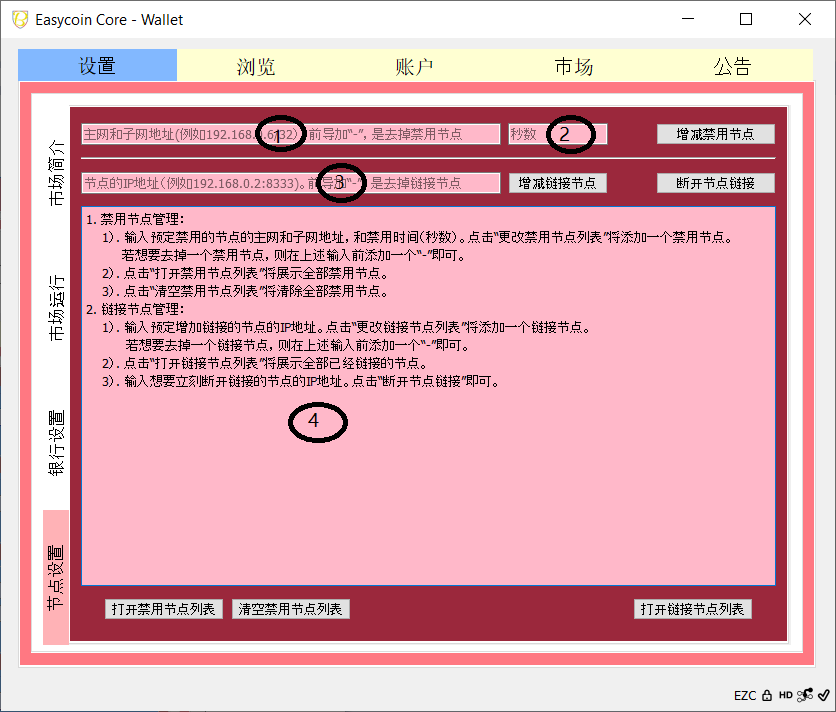 Easycoin Core - Wallet
设置 浏览 账户 市场 公告
市场简介
市场运行
银行设置
节点设置
主网和子网地址(例如192.168.0.6/32)。前导加“-”，是去掉禁用节点 秒数 增减禁用节点
1 2
节点的IP地址（例如192.168.0.2:8333)。前导加“-”，是去掉链接节点 增减链接节点 断开节点链接
3
1. 禁用节点管理：
1）. 输入预定禁用的节点的主网和子网地址，和禁用时间（秒数）。点击“更改禁用节点列表”将添加一个禁用节点。
若想要去掉一个禁用节点，则在上述输入前添加一个“-”即可。
2）. 点击“打开禁用节点列表”将展示全部禁用节点。
3）. 点击“清空禁用节点列表”将清除全部禁用节点。
2. 链接节点管理：
1）. 输入预定增加链接的节点的IP地址。点击“更改链接节点列表”将添加一个链接节点。
若想要去掉一个链接节点，则在上述输入前添加一个“-”即可。
2）. 点击“打开链接节点列表”将展示全部已经链接的节点。
3）. 输入想要立刻断开链接的节点的IP地址。点击“断开节点链接”即可。
4
打开禁用节点列表 清空禁用节点列表 打开链接节点列表
EZC HD